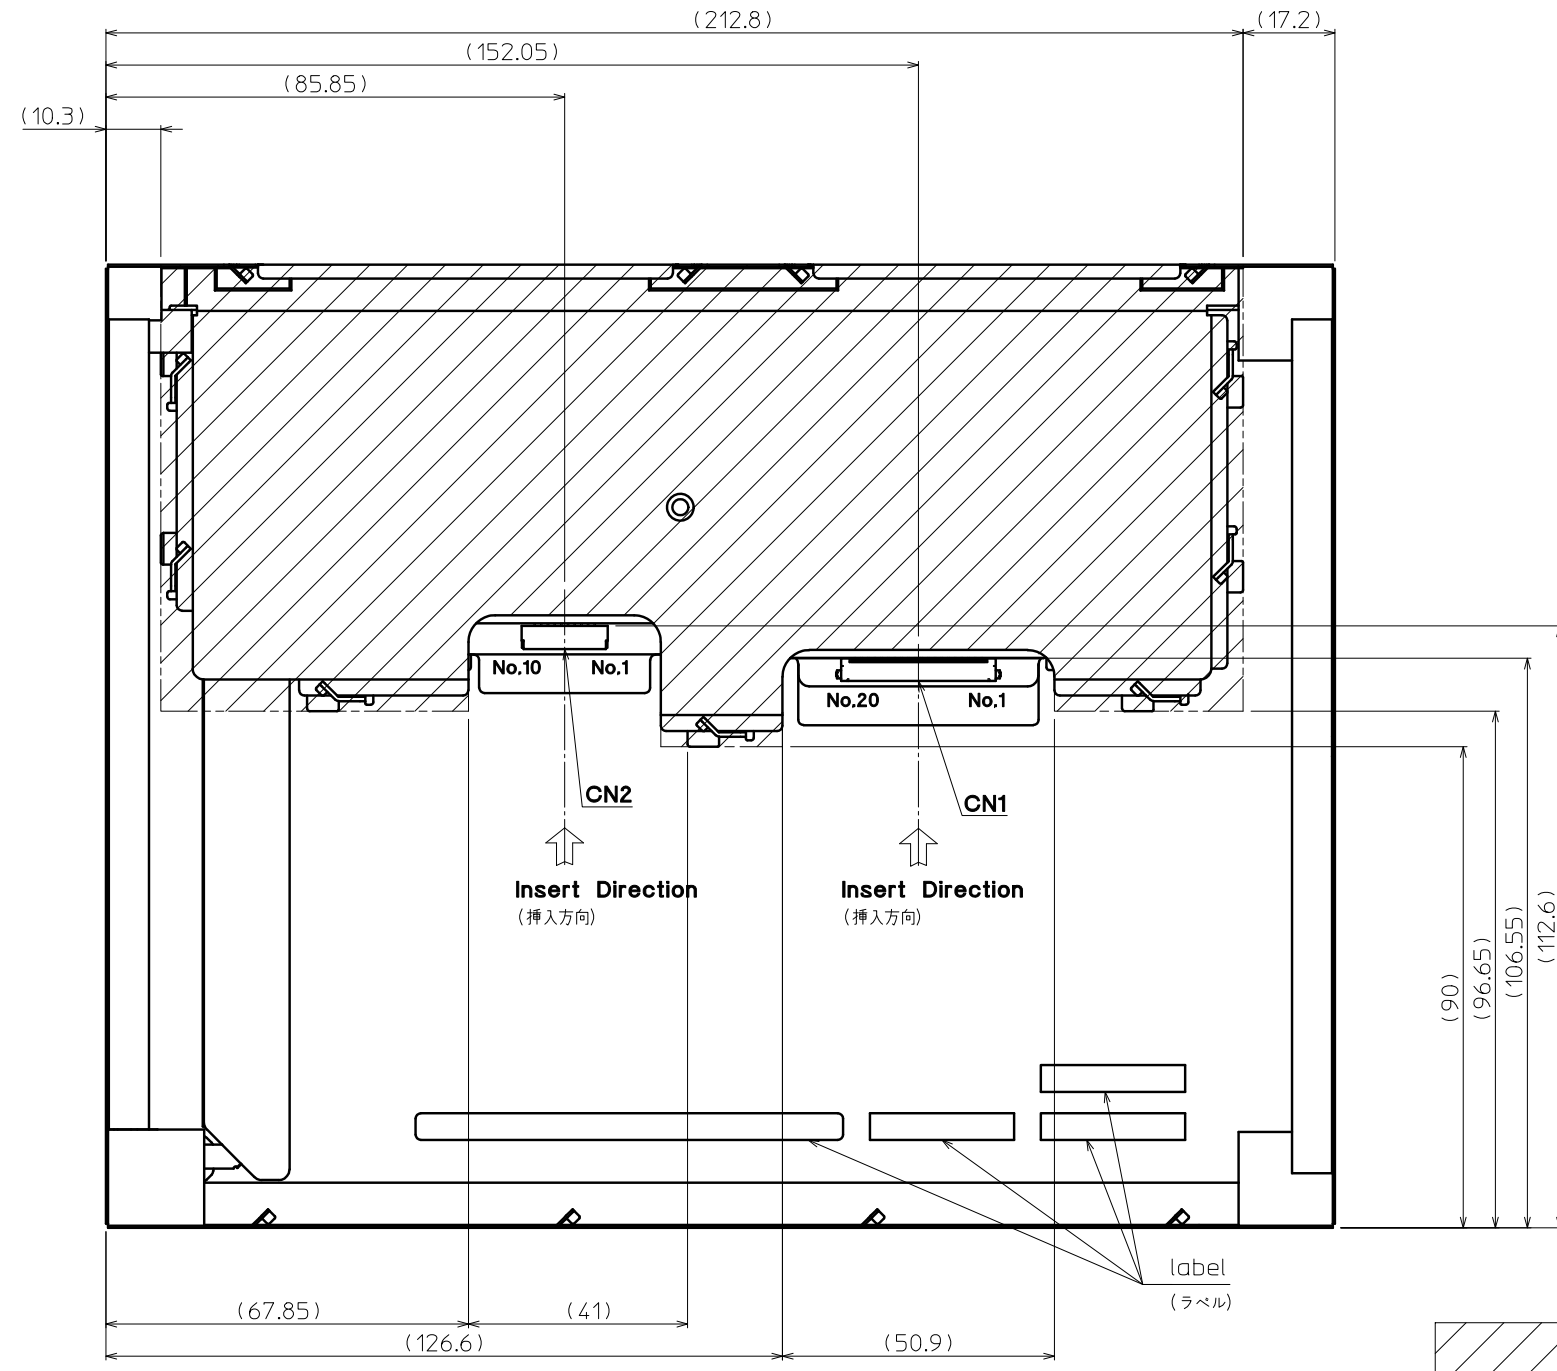 (212.8)
(17.2)
(152.05)
(85.85)
(10.3)
No.10
No.1
No.20
No.1
CN2
CN1
Insert Direction
(挿入方向)
Insert Direction
(挿入方向)
(90)
(96.65)
(106.55)
(112.6)
label
(ラベル)
(67.85)
(41)
(126.6)
(50.9)